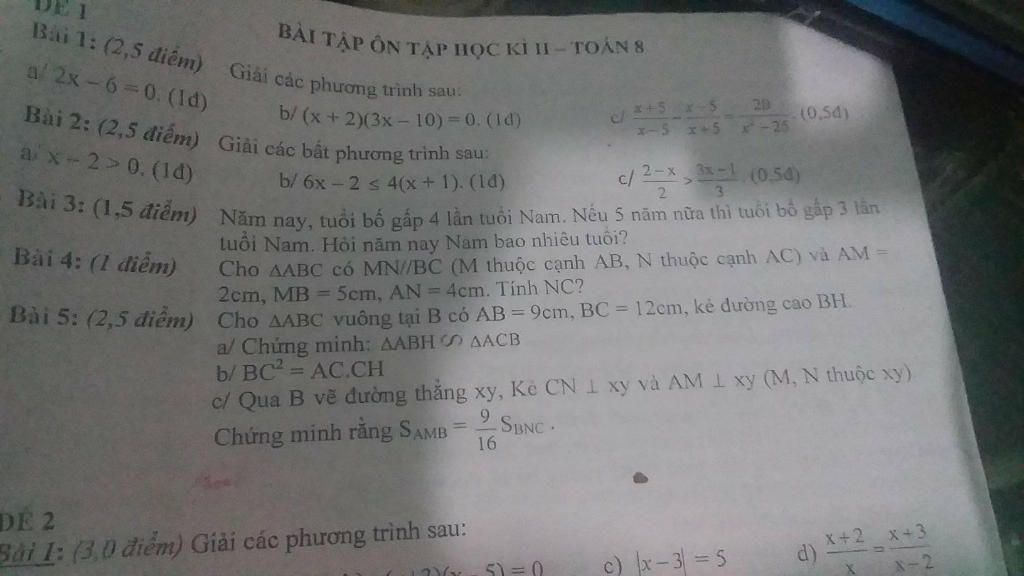 ĐỀ 1
BÀI TẬP ÔN TẬP HỌC KÌ II – TOÁN 8
Bài 1: (2,5 điểm) Giải các phương trình sau:
a/ 2x – 6 = 0. (1đ) b/ (x + 2)(3x – 10) = 0. (1đ) c/ (x+5)/(x−5) − (x−5)/(x+5) = 20/(x² − 25). (0,5đ)
Bài 2: (2,5 điểm) Giải các bất phương trình sau:
a/ x – 2 > 0. (1đ) b/ 6x – 2 ≤ 4(x + 1). (1đ) c/ (2−x)/2 > (3x−1)/3. (0,5đ)
Bài 3: (1,5 điểm) Năm nay, tuổi bố gấp 4 lần tuổi Nam. Nếu 5 năm nữa thì tuổi bố gấp 3 lần
tuổi Nam. Hỏi năm nay Nam bao nhiêu tuổi?
Bài 4: (1 điểm) Cho ΔABC có MN//BC (M thuộc cạnh AB, N thuộc cạnh AC) và AM =
2cm, MB = 5cm, AN = 4cm. Tính NC?
Bài 5: (2,5 điểm) Cho ΔABC vuông tại B có AB = 9cm, BC = 12cm, kẻ đường cao BH.
a/ Chứng minh: ΔABH ∽ ΔACB
b/ BC² = AC.CH
c/ Qua B vẽ đường thẳng xy, Kẻ CN ⊥ xy và AM ⊥ xy (M, N thuộc xy)
Chứng minh rằng S_AMB = 9/16 S_BNC.
ĐỀ 2
Bài 1: (3,0 điểm) Giải các phương trình sau:
5) = 0 c) |x − 3| = 5 d) (x+2)/x = (x+3)/(x−2)